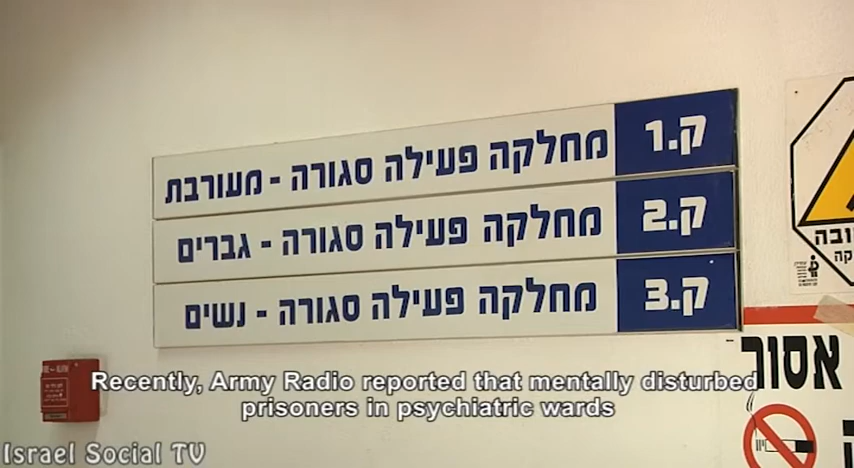 ק.1 מחלקה פעילה סגורה - מעורבת
ק.2 מחלקה פעילה סגורה - גברים
ק.3 מחלקה פעילה סגורה - נשים
אסור
Recently, Army Radio reported that mentally disturbed
prisoners in psychiatric wards
Israel Social TV